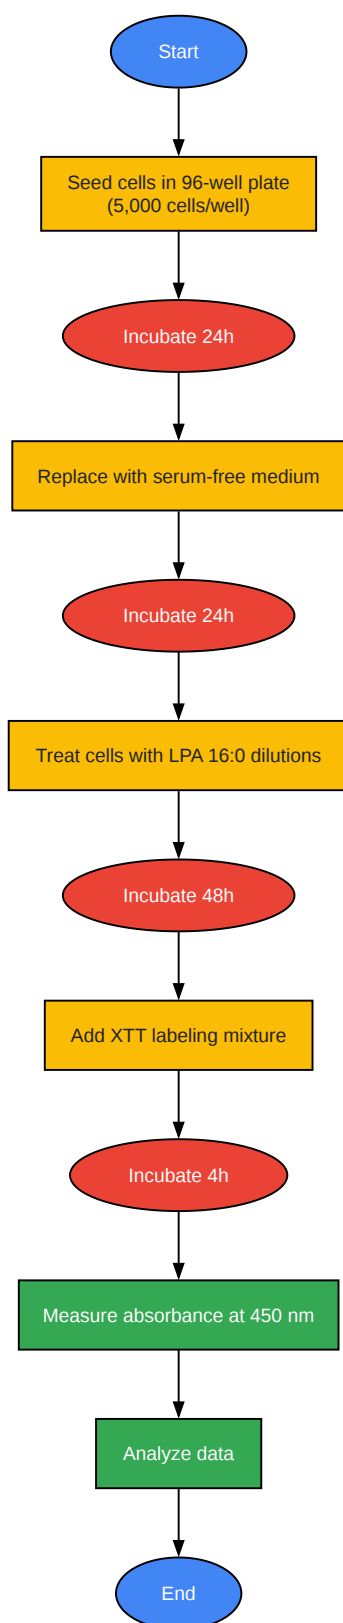 Start
Seed cells in 96-well plate
(5,000 cells/well)
Incubate 24h
Replace with serum-free medium
Incubate 24h
Treat cells with LPA 16:0 dilutions
Incubate 48h
Add XTT labeling mixture
Incubate 4h
Measure absorbance at 450 nm
Analyze data
End